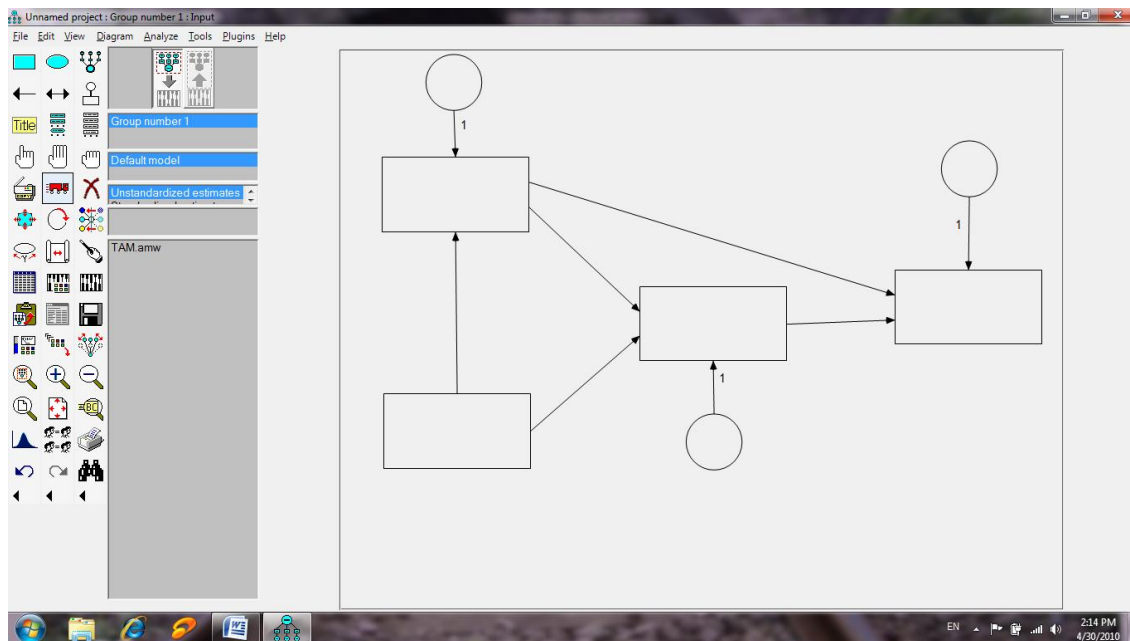 Unnamed project : Group number 1 : Input
File Edit View Diagram Analyze Tools Plugins Help
Title
Group number 1
Default model
Unstandardized estimates
TAM.amw
1
1
1
EN
2:14 PM
4/30/2010